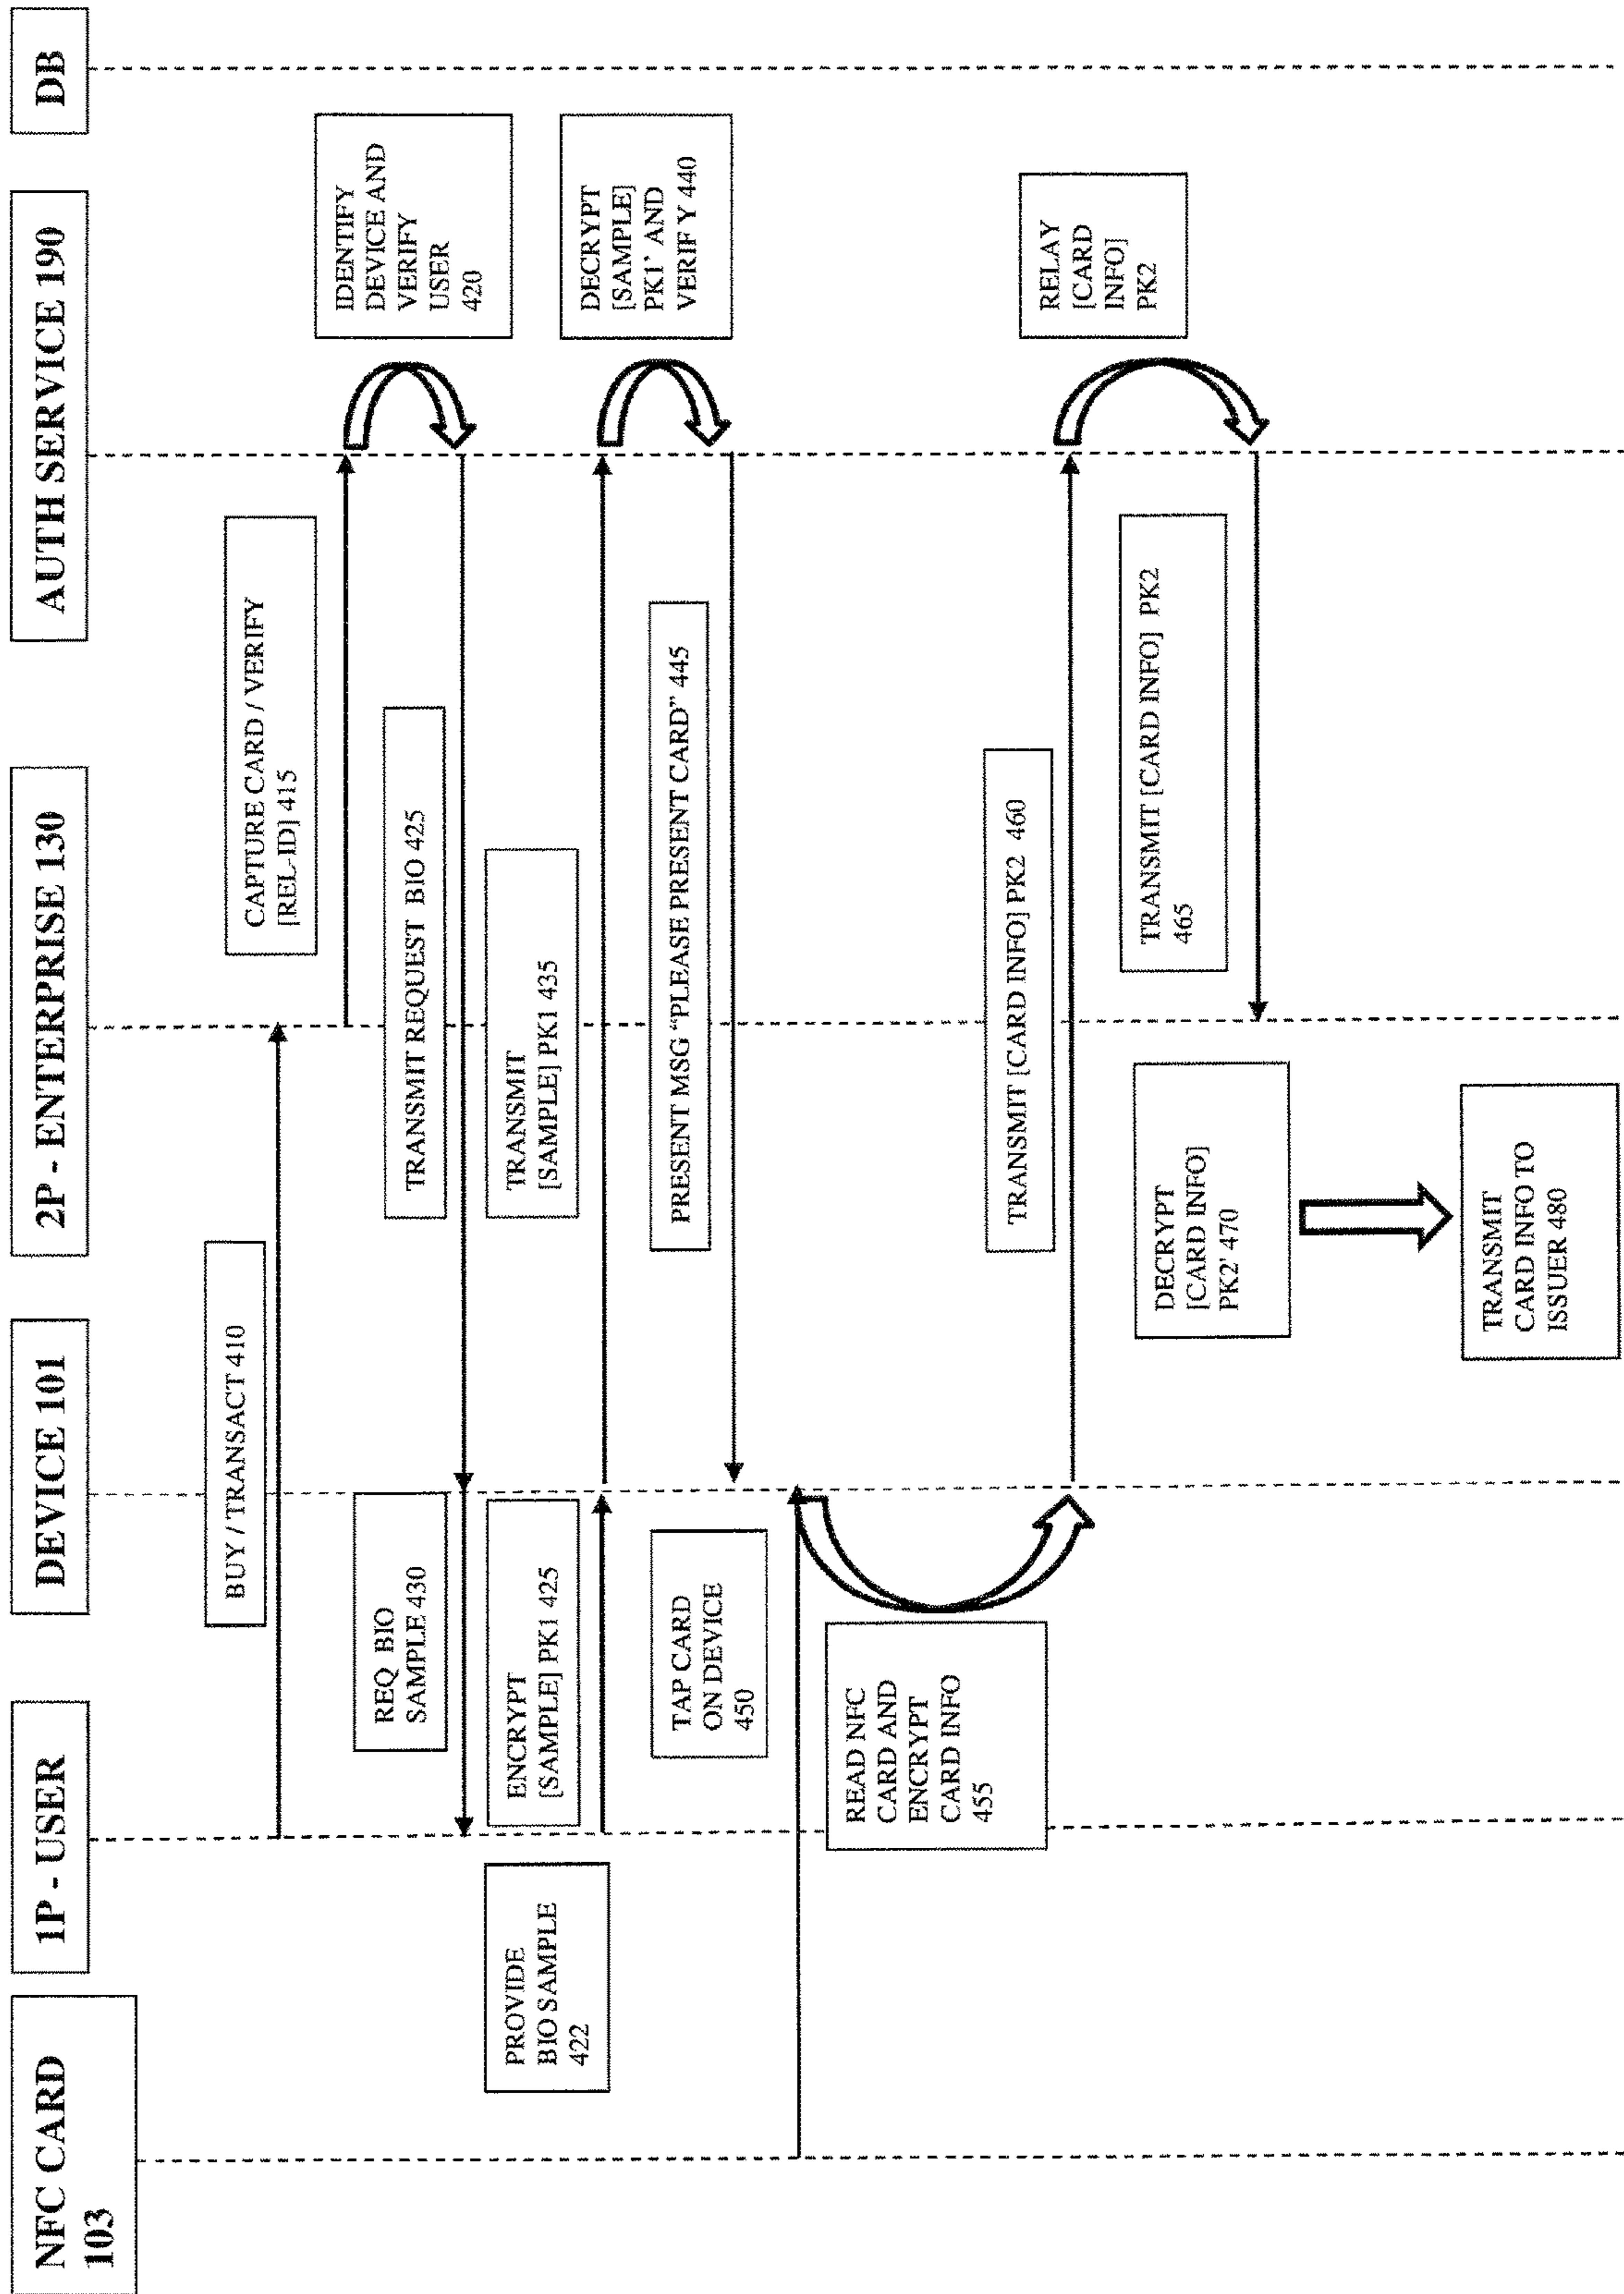 NFC CARD
103
1P - USER
DEVICE 101
2P - ENTERPRISE 130
AUTH SERVICE 190
DB
BUY / TRANSACT 410
CAPTURE CARD / VERIFY
[REL-ID] 415
IDENTIFY
DEVICE AND
VERIFY
USER
420
TRANSMIT REQUEST BIO 425
REQ BIO
SAMPLE 430
PROVIDE
BIO SAMPLE
422
ENCRYPT
[SAMPLE] PK1 425
TRANSMIT
[SAMPLE] PK1 435
DECRYPT
[SAMPLE]
PK1' AND
VERIF Y 440
PRESENT MSG “PLEASE PRESENT CARD” 445
TAP CARD
ON DEVICE
450
READ NFC
CARD AND
ENCRYPT
CARD INFO
455
TRANSMIT [CARD INFO] PK2 460
RELAY
[CARD
INFO]
PK2
TRANSMIT [CARD INFO] PK2
465
DECRYPT
[CARD INFO]
PK2' 470
TRANSMIT
CARD INFO TO
ISSUER 480